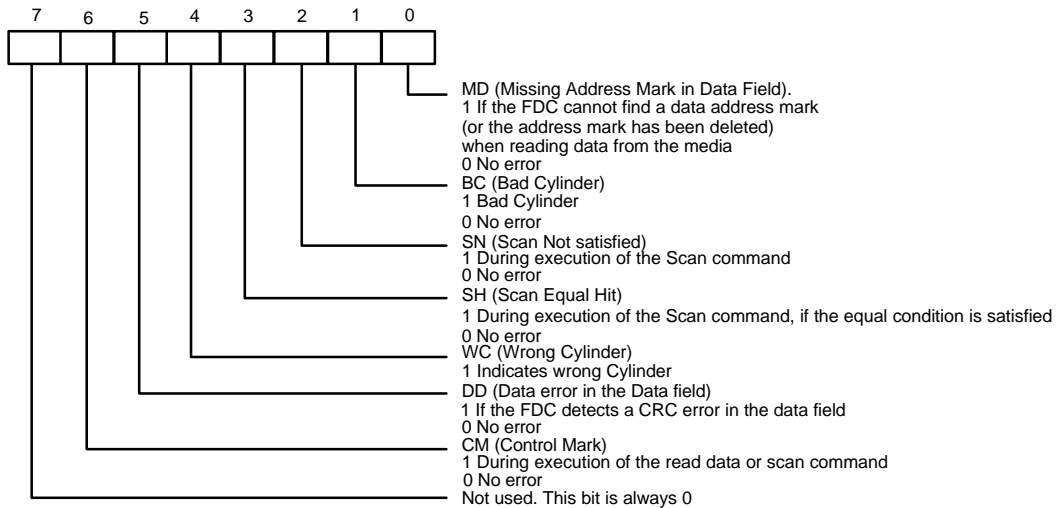 7 6 5 4 3 2 1 0
MD (Missing Address Mark in Data Field).
1 If the FDC cannot find a data address mark
(or the address mark has been deleted)
when reading data from the media
0 No error
BC (Bad Cylinder)
1 Bad Cylinder
0 No error
SN (Scan Not satisfied)
1 During execution of the Scan command
0 No error
SH (Scan Equal Hit)
1 During execution of the Scan command, if the equal condition is satisfied
0 No error
WC (Wrong Cylinder)
1 Indicates wrong Cylinder
DD (Data error in the Data field)
1 If the FDC detects a CRC error in the data field
0 No error
CM (Control Mark)
1 During execution of the read data or scan command
0 No error
Not used. This bit is always 0